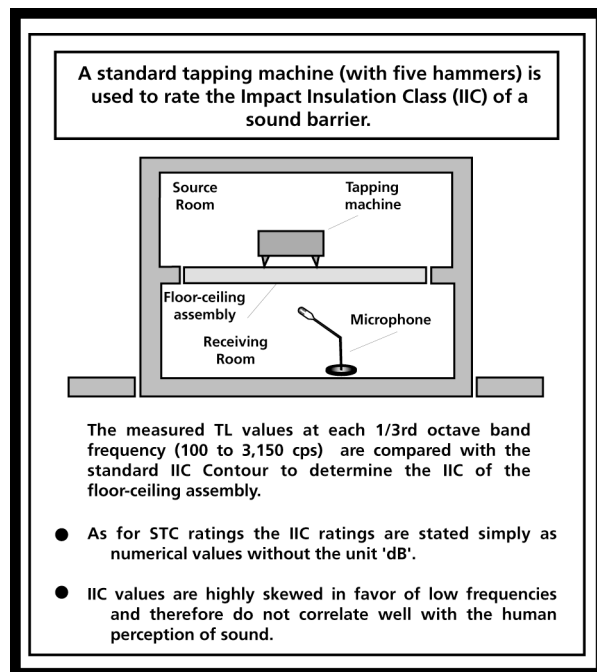 A standard tapping machine (with five hammers) is
used to rate the Impact Insulation Class (IIC) of a
sound barrier.
Source
Room
Tapping
machine
Floor-ceiling
assembly
Receiving
Room
Microphone
The measured TL values at each 1/3rd octave band
frequency (100 to 3,150 cps) are compared with the
standard IIC Contour to determine the IIC of the
floor-ceiling assembly.
● As for STC ratings the IIC ratings are stated simply as
numerical values without the unit 'dB'.
● IIC values are highly skewed in favor of low frequencies
and therefore do not correlate well with the human
perception of sound.